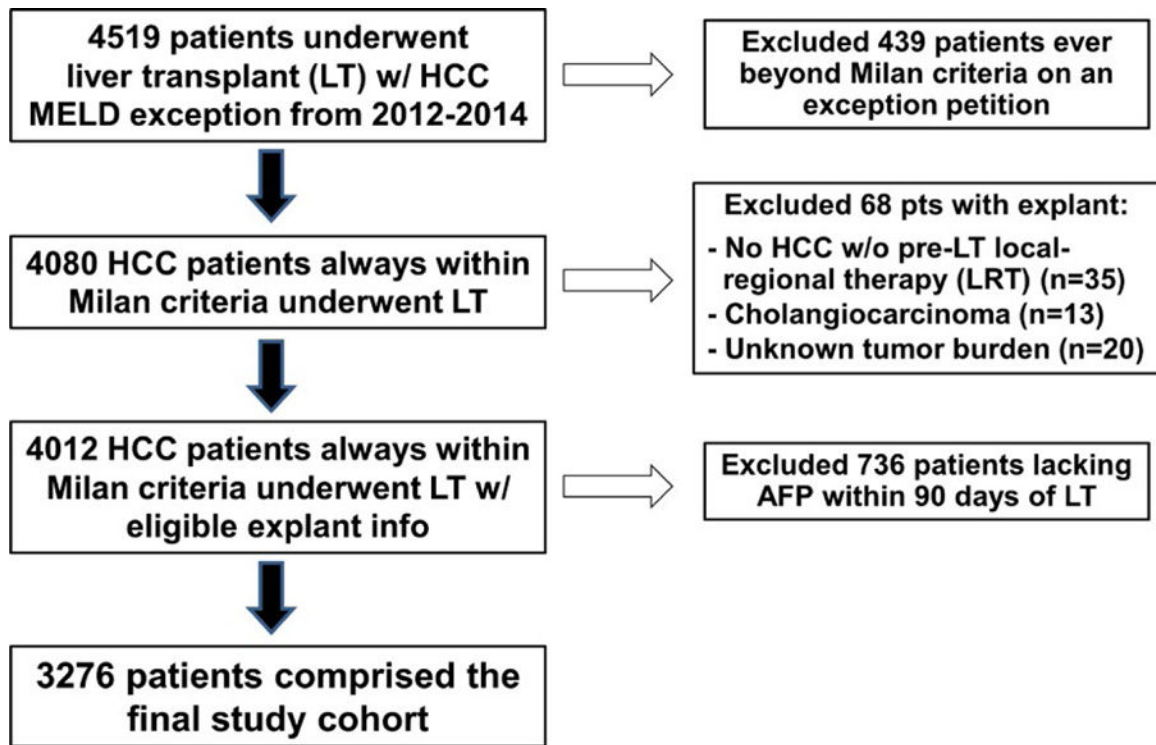 4519 patients underwent
liver transplant (LT) w/ HCC
MELD exception from 2012-2014
Excluded 439 patients ever
beyond Milan criteria on an
exception petition
4080 HCC patients always within
Milan criteria underwent LT
Excluded 68 pts with explant:
- No HCC w/o pre-LT local-
regional therapy (LRT) (n=35)
- Cholangiocarcinoma (n=13)
- Unknown tumor burden (n=20)
4012 HCC patients always within
Milan criteria underwent LT w/
eligible explant info
Excluded 736 patients lacking
AFP within 90 days of LT
3276 patients comprised the
final study cohort